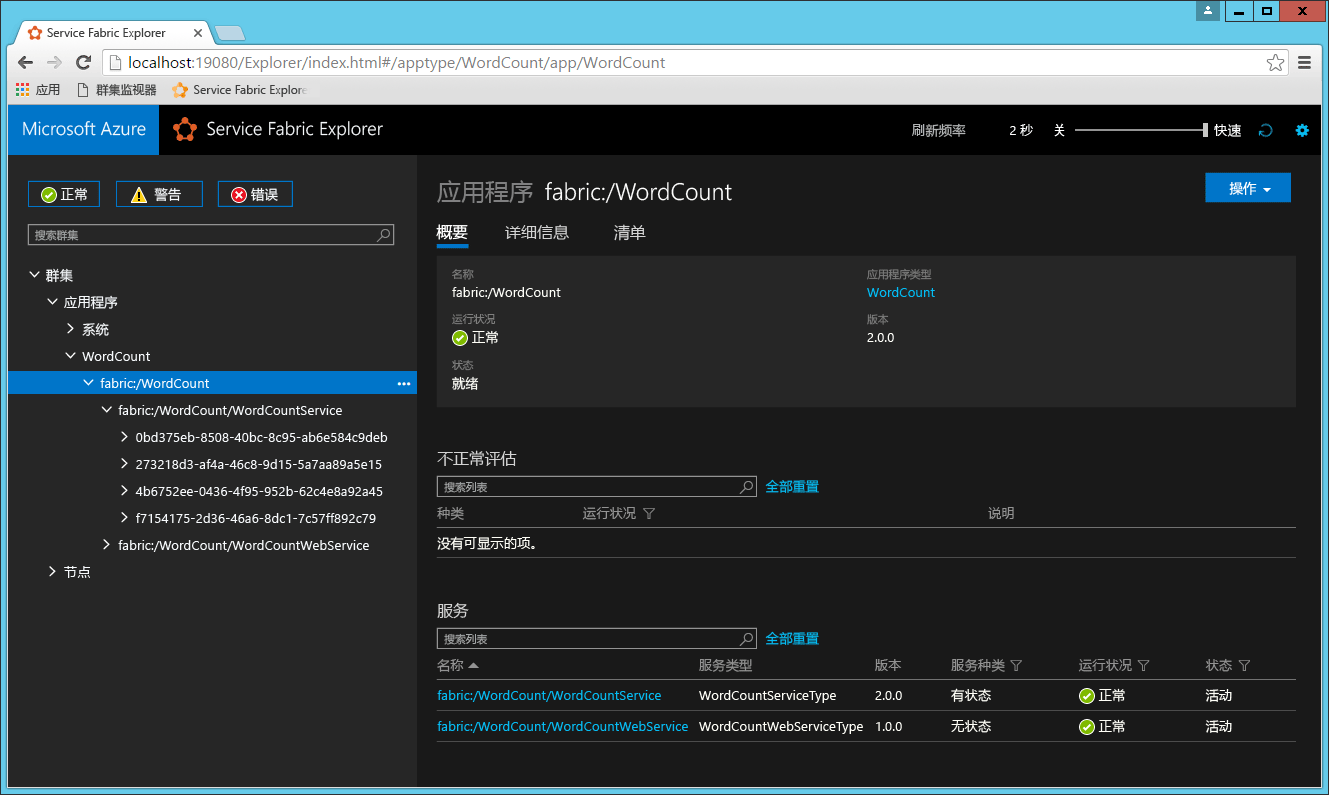 Service Fabric Explorer
localhost:19080/Explorer/index.html#/apptype/WordCount/app/WordCount
应用 群集监视器 Service Fabric Explore
Microsoft Azure Service Fabric Explorer 刷新频率 2 秒 关 快速
正常 警告 错误
搜索群集
群集
应用程序
系统
WordCount
fabric:/WordCount
fabric:/WordCount/WordCountService
0bd375eb-8508-40bc-8c95-ab6e584c9deb
273218d3-af4a-46c8-9d15-5a7aa89a5e15
4b6752ee-0436-4f95-952b-62c4e8a92a45
f7154175-2d36-46a6-8dc1-7c57ff892c79
fabric:/WordCount/WordCountWebService
节点
应用程序 fabric:/WordCount 操作
概要 详细信息 清单
名称 应用程序类型
fabric:/WordCount WordCount
运行状况 版本
正常 2.0.0
状态
就绪
不正常评估
搜索列表 全部重置
种类 运行状况 说明
没有可显示的项。
服务
搜索列表 全部重置
名称 服务类型 版本 服务种类 运行状况 状态
fabric:/WordCount/WordCountService WordCountServiceType 2.0.0 有状态 正常 活动
fabric:/WordCount/WordCountWebService WordCountWebServiceType 1.0.0 无状态 正常 活动